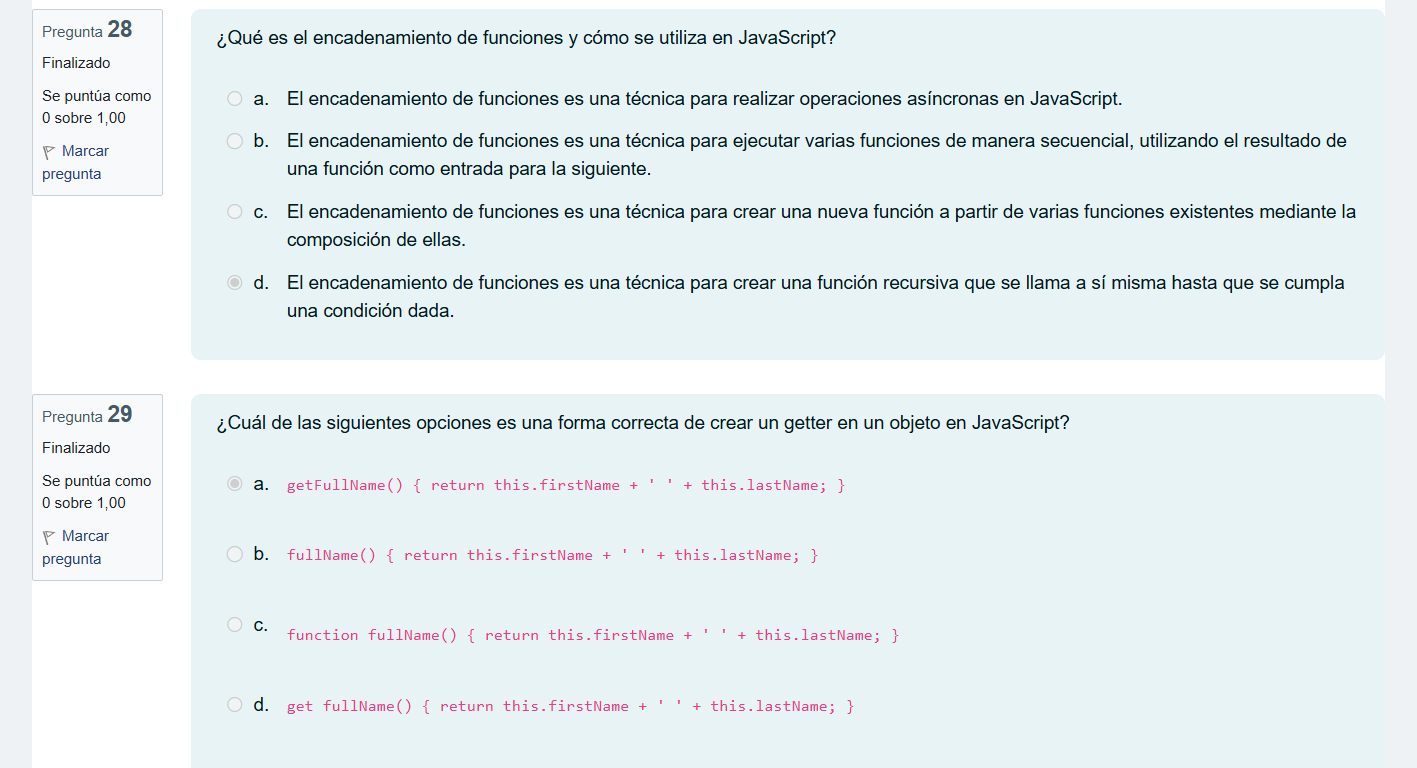 Pregunta 28
Finalizado
Se puntúa como
0 sobre 1,00
Marcar
pregunta
¿Qué es el encadenamiento de funciones y cómo se utiliza en JavaScript?
a. El encadenamiento de funciones es una técnica para realizar operaciones asíncronas en JavaScript.
b. El encadenamiento de funciones es una técnica para ejecutar varias funciones de manera secuencial, utilizando el resultado de
una función como entrada para la siguiente.
c. El encadenamiento de funciones es una técnica para crear una nueva función a partir de varias funciones existentes mediante la
composición de ellas.
d. El encadenamiento de funciones es una técnica para crear una función recursiva que se llama a sí misma hasta que se cumpla
una condición dada.
Pregunta 29
Finalizado
Se puntúa como
0 sobre 1,00
Marcar
pregunta
¿Cuál de las siguientes opciones es una forma correcta de crear un getter en un objeto en JavaScript?
a. getFullName() { return this.firstName + ' ' + this.lastName; }
b. fullName() { return this.firstName + ' ' + this.lastName; }
c. function fullName() { return this.firstName + ' ' + this.lastName; }
d. get fullName() { return this.firstName + ' ' + this.lastName; }